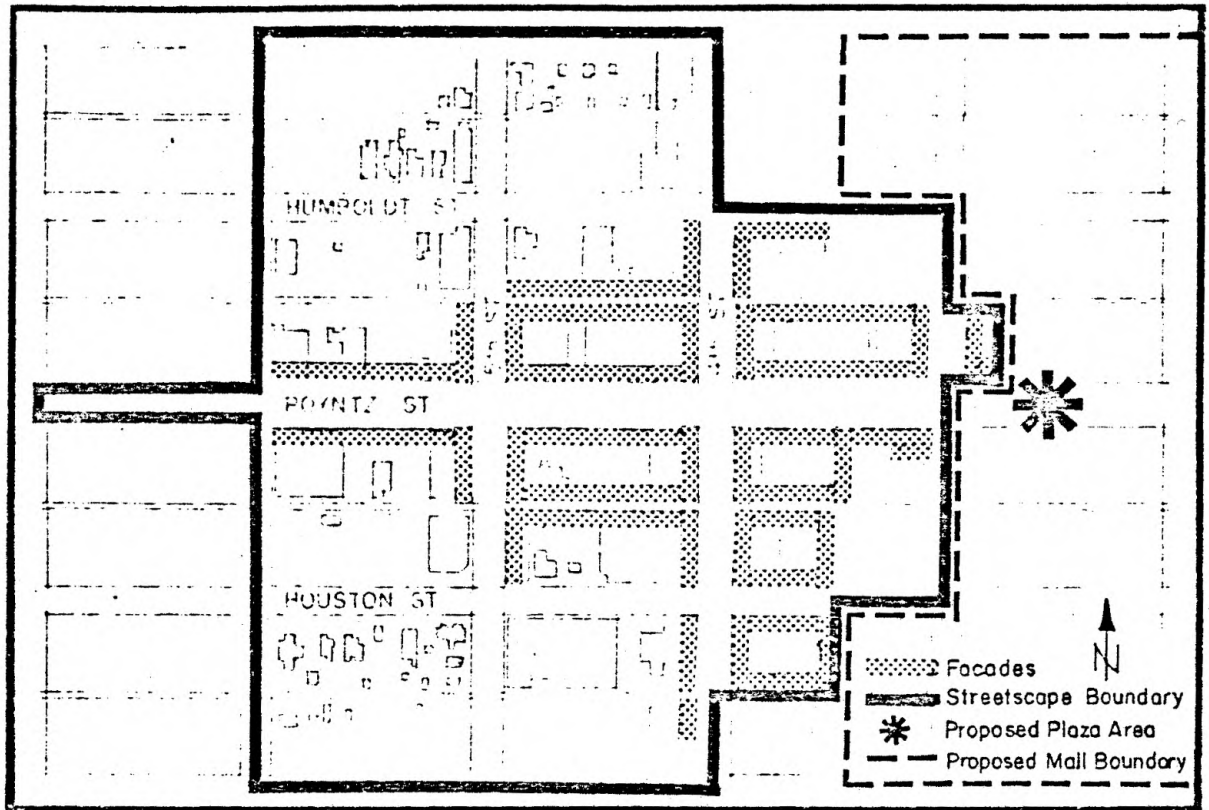 HUMBOLDT ST
POYNTZ ST
HOUSTON ST
N
Facades
Streetscape Boundary
Proposed Plaza Area
Proposed Mall Boundary